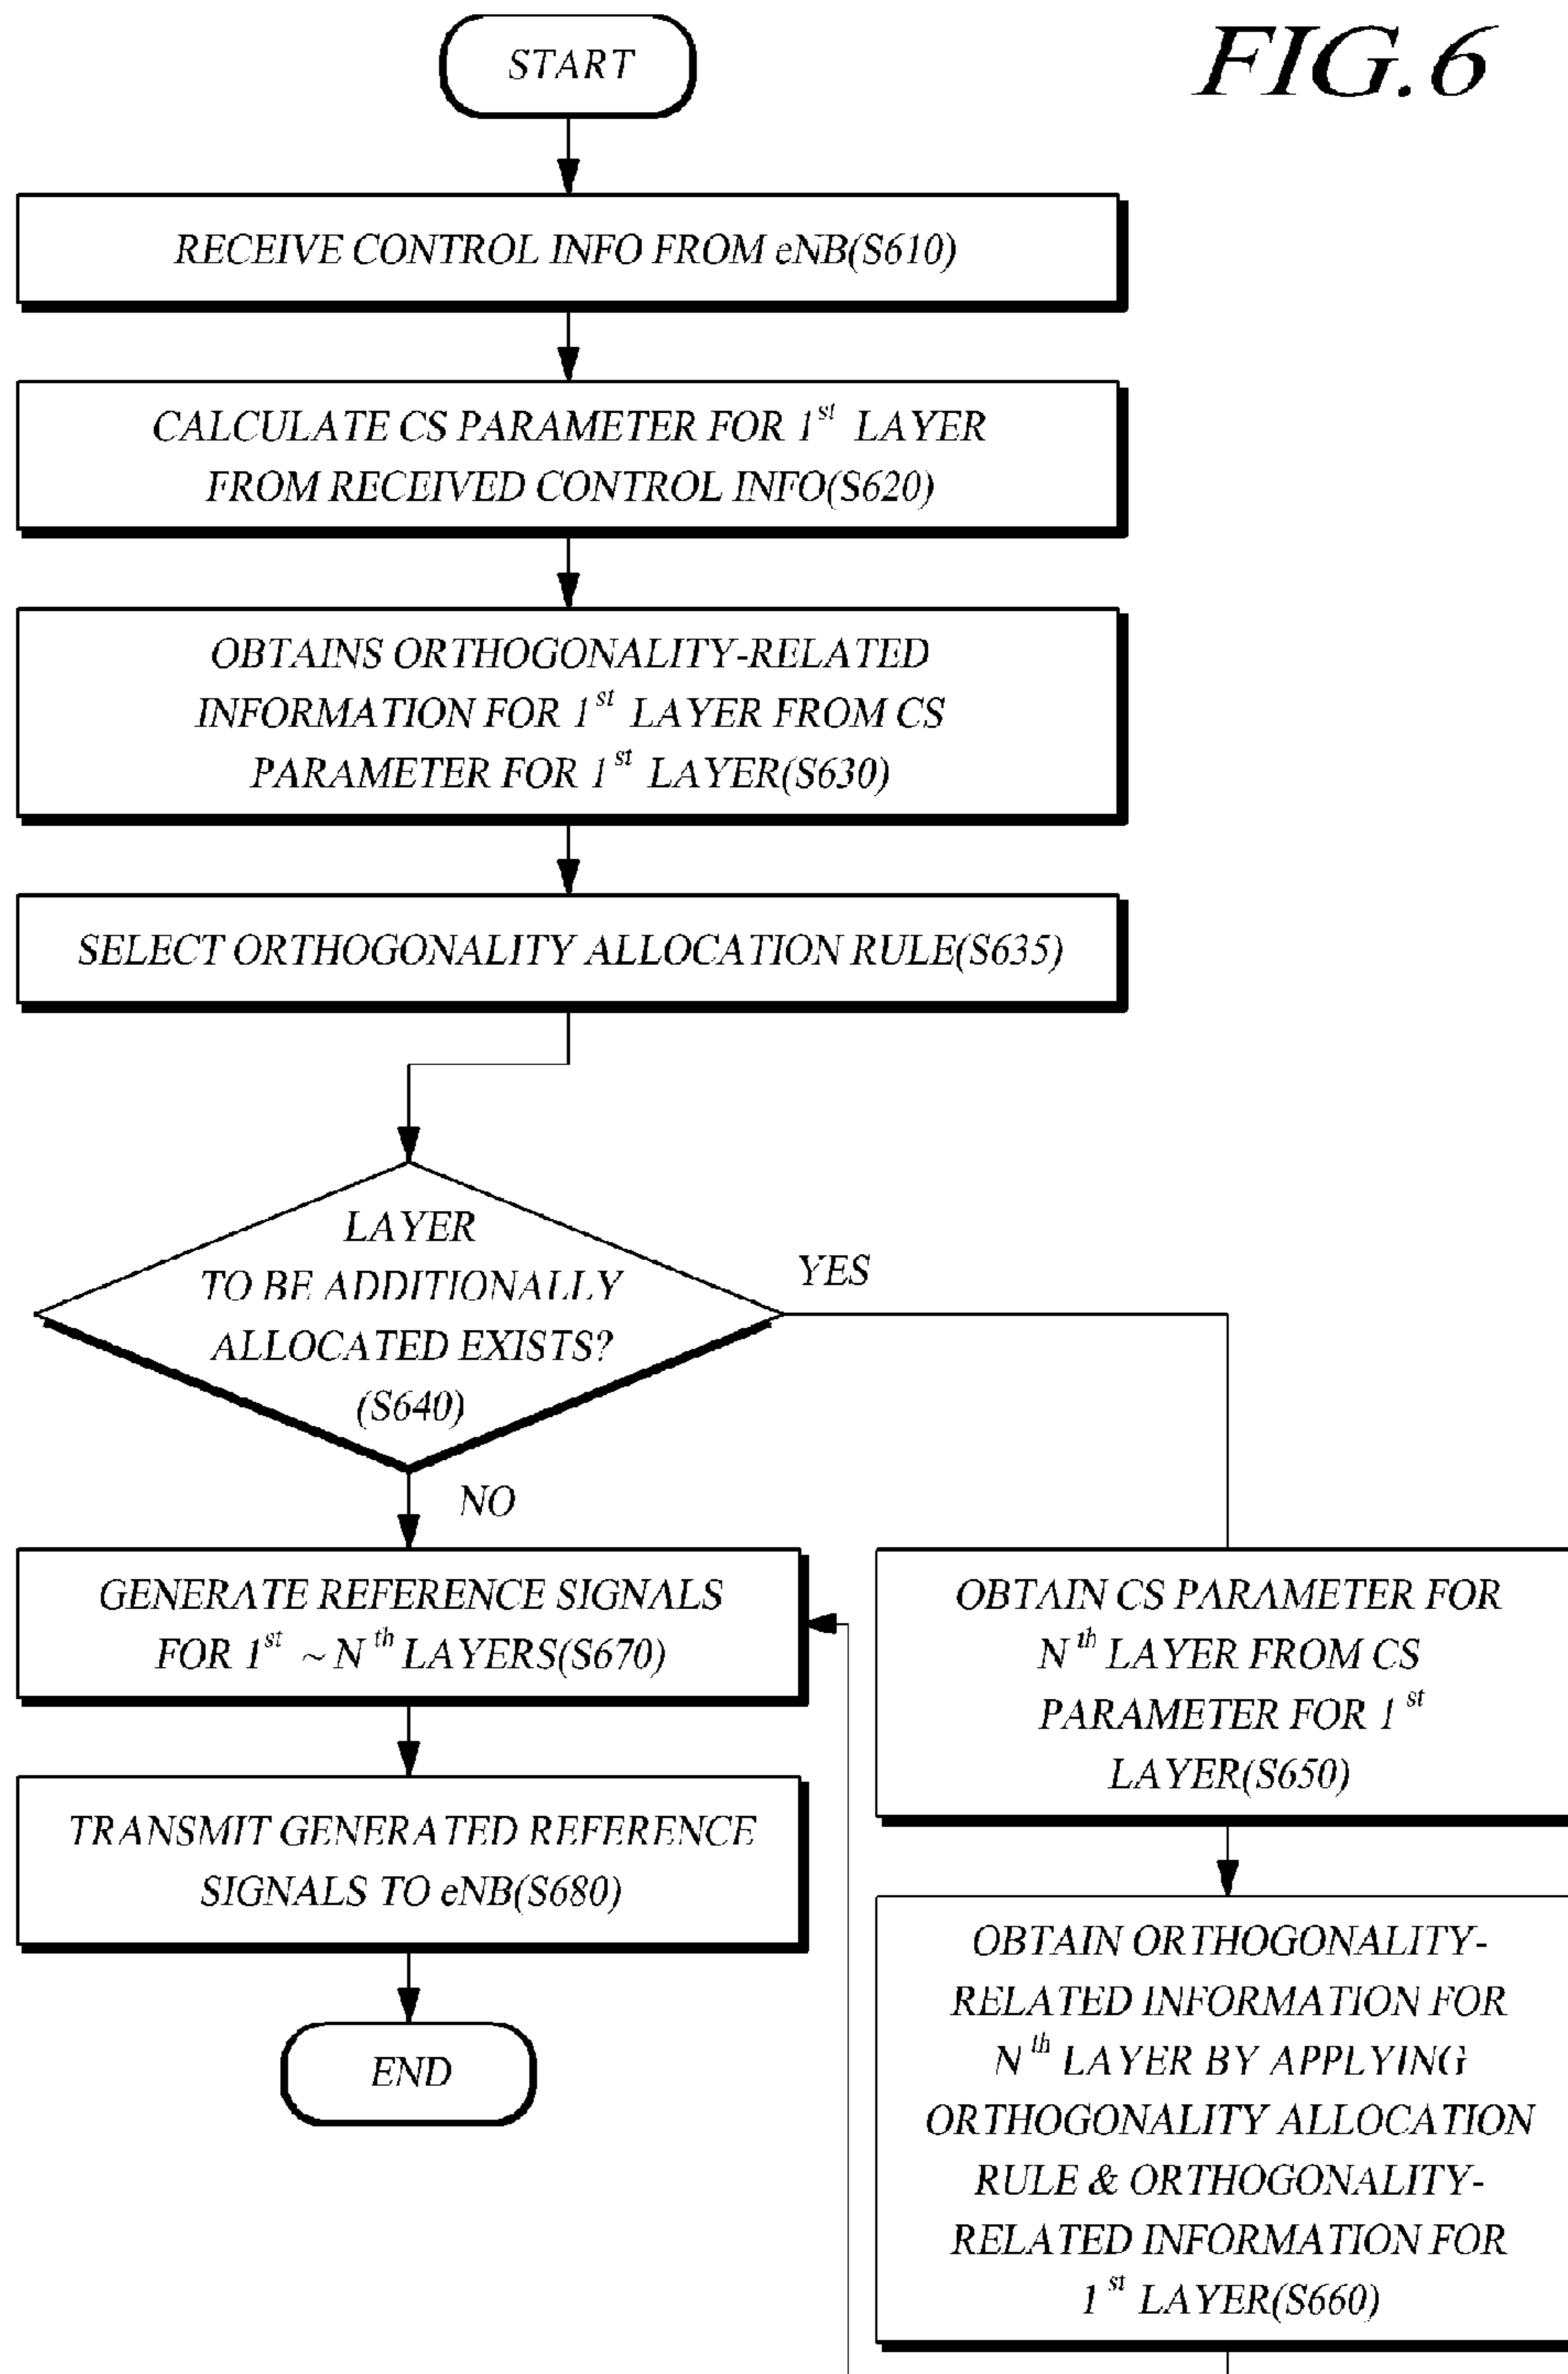 FIG.6
START
RECEIVE CONTROL INFO FROM eNB(S610)
CALCULATE CS PARAMETER FOR 1st LAYER
FROM RECEIVED CONTROL INFO(S620)
OBTAINS ORTHOGONALITY-RELATED
INFORMATION FOR 1st LAYER FROM CS
PARAMETER FOR 1st LAYER(S630)
SELECT ORTHOGONALITY ALLOCATION RULE(S635)
LAYER
TO BE ADDITIONALLY
ALLOCATED EXISTS?
(S640)
YES
NO
GENERATE REFERENCE SIGNALS
FOR 1st ~ Nth LAYERS(S670)
TRANSMIT GENERATED REFERENCE
SIGNALS TO eNB(S680)
END
OBTAIN CS PARAMETER FOR
Nth LAYER FROM CS
PARAMETER FOR 1st
LAYER(S650)
OBTAIN ORTHOGONALITY-
RELATED INFORMATION FOR
Nth LAYER BY APPLYING
ORTHOGONALITY ALLOCATION
RULE & ORTHOGONALITY-
RELATED INFORMATION FOR
1st LAYER(S660)